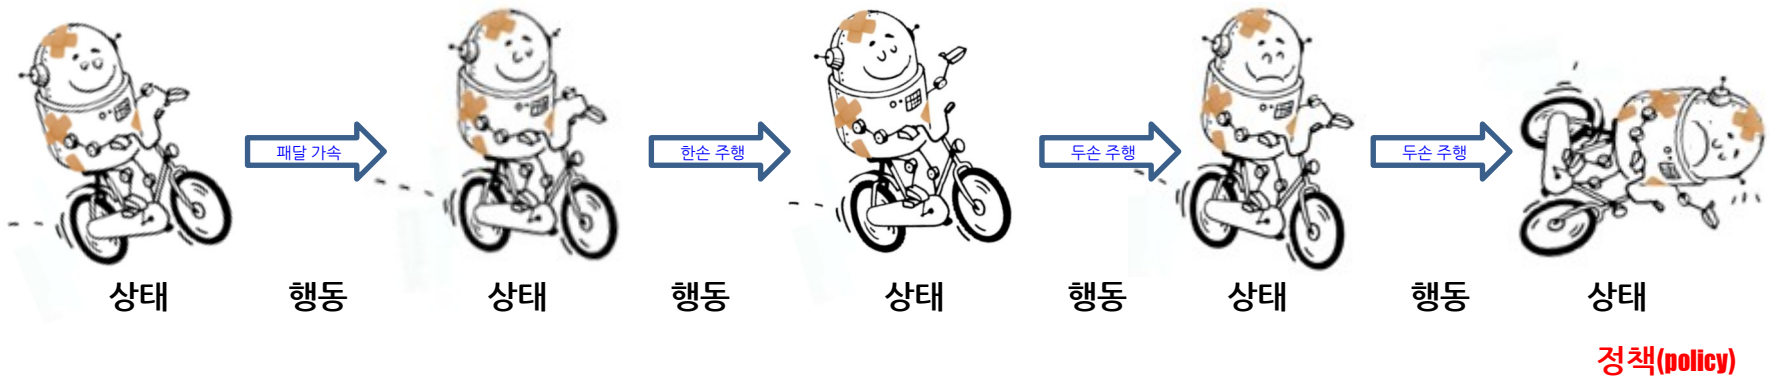 패달 가속
한손 주행
두손 주행
두손 주행
상태 행동 상태 행동 상태 행동 상태 행동 상태
정책(policy)